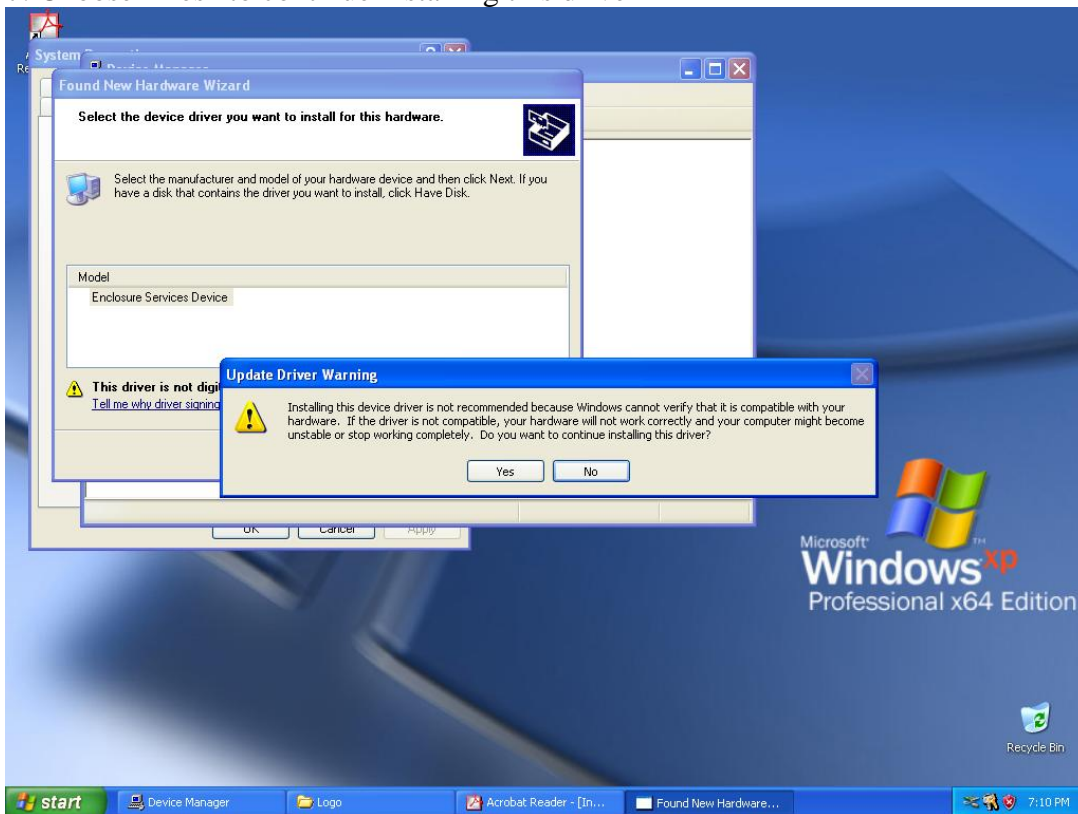 System Properties
Device Manager
Found New Hardware Wizard
Select the device driver you want to install for this hardware.
Select the manufacturer and model of your hardware device and then click Next. If you
have a disk that contains the driver you want to install, click Have Disk.
Model
Enclosure Services Device
This driver is not digi
Tell me why driver signing
Update Driver Warning
Installing this device driver is not recommended because Windows cannot verify that it is compatible with your
hardware. If the driver is not compatible, your hardware will not work correctly and your computer might become
unstable or stop working completely. Do you want to continue installing this driver?
Yes No
OK Cancel Apply
Microsoft
Windows xp TM
Professional x64 Edition
Recycle Bin
start Device Manager Logo Acrobat Reader - [In... Found New Hardware... 7:10 PM